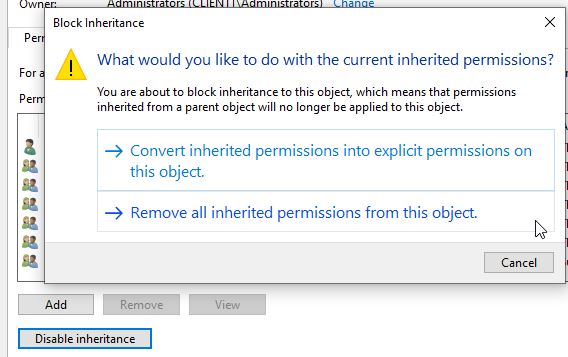 Owner: Administrators (CLIENT1\Administrators) Change
Block Inheritance
What would you like to do with the current inherited permissions?
You are about to block inheritance to this object, which means that permissions
inherited from a parent object will no longer be applied to this object.
Convert inherited permissions into explicit permissions on
this object.
Remove all inherited permissions from this object.
Cancel
Perm
For a
Perm
Add Remove View
Disable inheritance